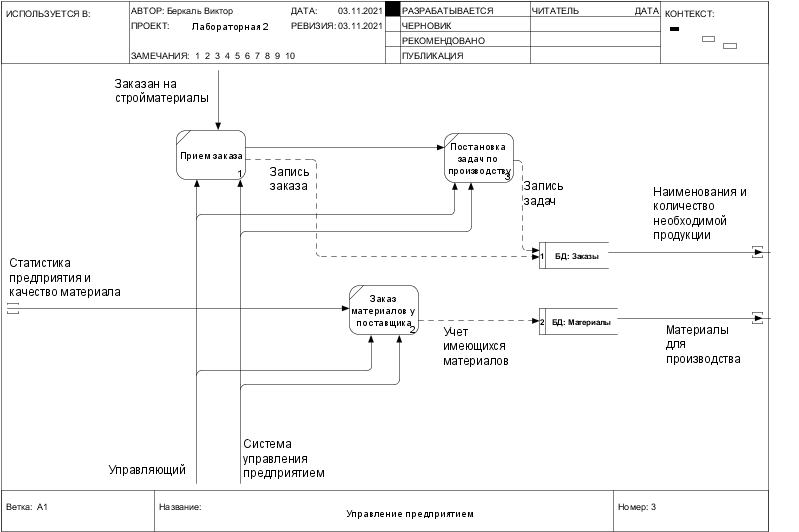 ИСПОЛЬЗУЕТСЯ В:
АВТОР: Беркаль Виктор
ДАТА: 03.11.2021
ПРОЕКТ: Лабораторная 2
РЕВИЗИЯ: 03.11.2021
ЗАМЕЧАНИЯ: 1 2 3 4 5 6 7 8 9 10
РАЗРАБАТЫВАЕТСЯ
ЧЕРНОВИК
РЕКОМЕНДОВАНО
ПУБЛИКАЦИЯ
ЧИТАТЕЛЬ
ДАТА
КОНТЕКСТ:
Заказан на
стройматериалы
Прием заказа
1
Постановка
задач по
производству
3
Запись
заказа
Запись
задач
Наименования и
количество
необходимой
продукции
1 БД: Заказы
Статистика
предприятия и
качество материала
Заказ
материалов у
поставщика
2
Учет
имеющихся
материалов
2 БД: Материалы
Материалы
для
производства
Управляющий
Система
управления
предприятием
Ветка: А1
Название:
Управление предприятием
Номер: 3